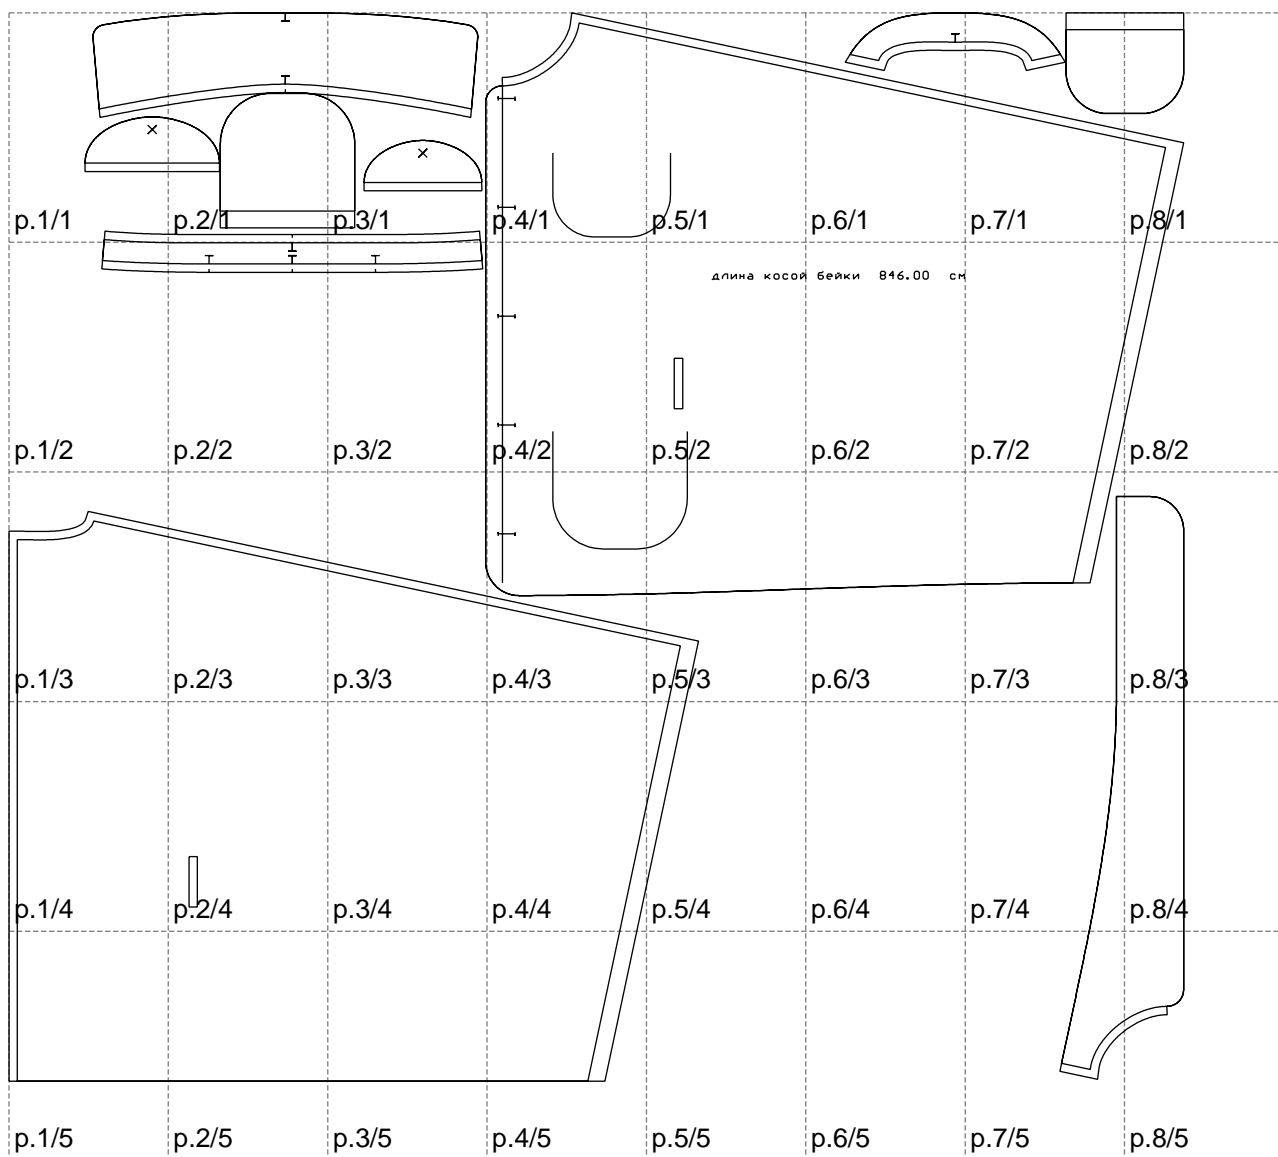 p.1/1 p.2/1 p.3/1 p.4/1 p.5/1 p.6/1 p.7/1 p.8/1
длина косой бейки 846.00 см
p.1/2 p.2/2 p.3/2 p.4/2 p.5/2 p.6/2 p.7/2 p.8/2
p.1/3 p.2/3 p.3/3 p.4/3 p.5/3 p.6/3 p.7/3 p.8/3
p.1/4 p.2/4 p.3/4 p.4/4 p.5/4 p.6/4 p.7/4 p.8/4
p.1/5 p.2/5 p.3/5 p.4/5 p.5/5 p.6/5 p.7/5 p.8/5